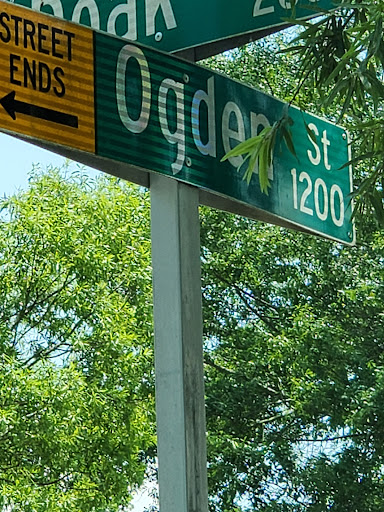 STREET
ENDS
Ogden St
1200